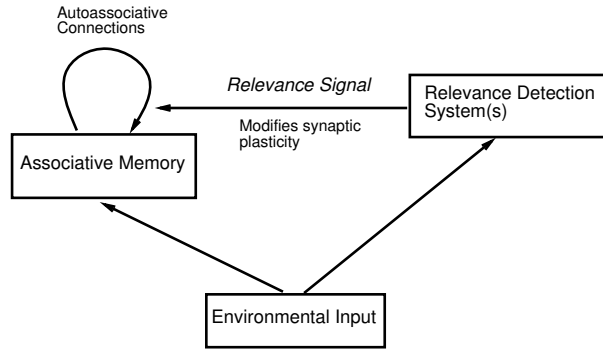 Autoassociative
Connections
Relevance Signal
Modifies synaptic
plasticity
Relevance Detection
System(s)
Associative Memory
Environmental Input